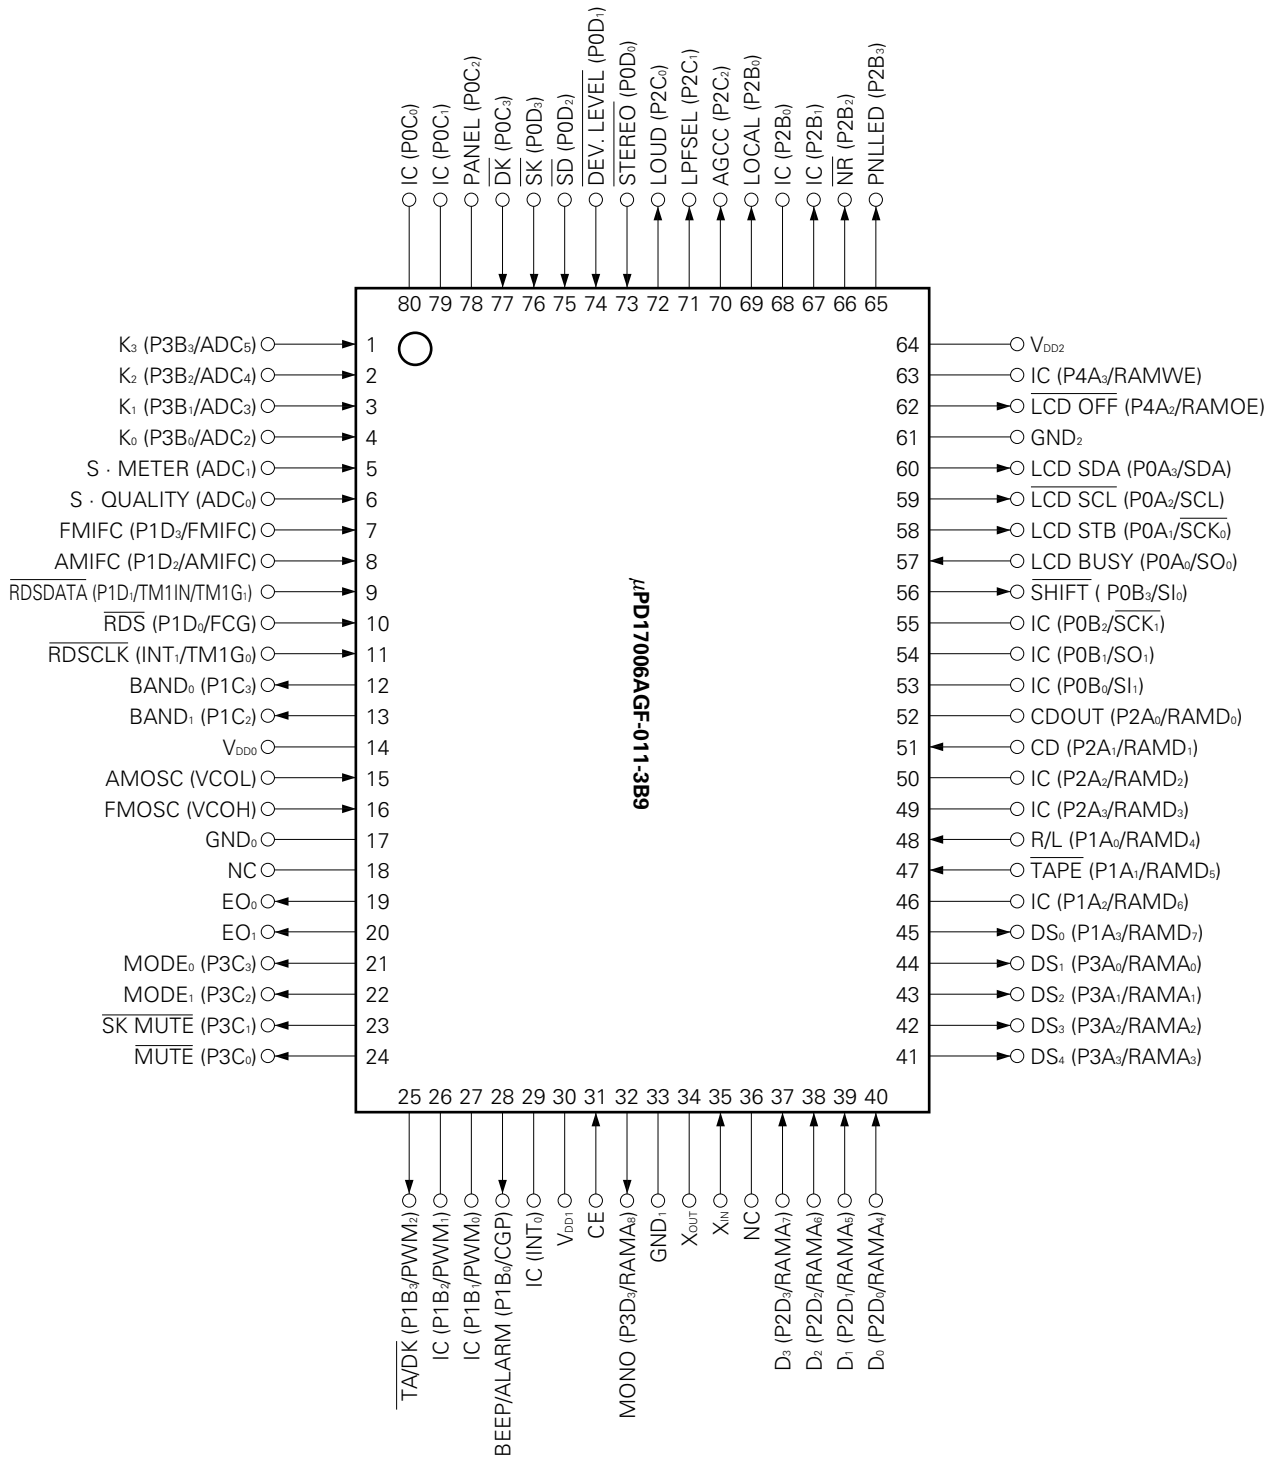 IC (P0C₀)
IC (P0C₁)
PANEL (P0C₂)
DK (P0C₃)
SK (P0D₃)
SD (P0D₂)
DEV. LEVEL (P0D₁)
STEREO (P0D₀)
LOUD (P2C₀)
LPFSEL (P2C₁)
AGCC (P2C₂)
LOCAL (P2B₀)
IC (P2B₀)
IC (P2B₁)
NR (P2B₂)
PNLLED (P2B₃)
80 79 78 77 76 75 74 73 72 71 70 69 68 67 66 65
K₃ (P3B₃/ADC₅) 1
K₂ (P3B₂/ADC₄) 2
K₁ (P3B₁/ADC₃) 3
K₀ (P3B₀/ADC₂) 4
S · METER (ADC₁) 5
S · QUALITY (ADC₀) 6
FMIFC (P1D₃/FMIFC) 7
AMIFC (P1D₂/AMIFC) 8
RDSDATA (P1D₁/TM1IN/TM1G₁) 9
RDS (P1D₀/FCG) 10
RDSCLK (INT₁/TM1G₀) 11
BAND₀ (P1C₃) 12
BAND₁ (P1C₂) 13
VDD0 14
AMOSC (VCOL) 15
FMOSC (VCOH) 16
GND₀ 17
NC 18
EO₀ 19
EO₁ 20
MODE₀ (P3C₃) 21
MODE₁ (P3C₂) 22
SK MUTE (P3C₁) 23
MUTE (P3C₀) 24
μPD17006AGF-011-3B9
64 VDD2
63 IC (P4A₃/RAMWE)
62 LCD OFF (P4A₂/RAMOE)
61 GND₂
60 LCD SDA (P0A₃/SDA)
59 LCD SCL (P0A₂/SCL)
58 LCD STB (P0A₁/SCK₀)
57 LCD BUSY (P0A₀/SO₀)
56 SHIFT ( P0B₃/SI₀)
55 IC (P0B₂/SCK₁)
54 IC (P0B₁/SO₁)
53 IC (P0B₀/SI₁)
52 CDOUT (P2A₀/RAMD₀)
51 CD (P2A₁/RAMD₁)
50 IC (P2A₂/RAMD₂)
49 IC (P2A₃/RAMD₃)
48 R/L (P1A₀/RAMD₄)
47 TAPE (P1A₁/RAMD₅)
46 IC (P1A₂/RAMD₆)
45 DS₀ (P1A₃/RAMD₇)
44 DS₁ (P3A₀/RAMA₀)
43 DS₂ (P3A₁/RAMA₁)
42 DS₃ (P3A₂/RAMA₂)
41 DS₄ (P3A₃/RAMA₃)
25 26 27 28 29 30 31 32 33 34 35 36 37 38 39 40
TA/DK (P1B₃/PWM₂)
IC (P1B₂/PWM₁)
IC (P1B₁/PWM₀)
BEEP/ALARM (P1B₀/CGP)
IC (INT₀)
VDD1
CE
MONO (P3D₃/RAMA₈)
GND₁
XOUT
XIN
NC
D₃ (P2D₃/RAMA₇)
D₂ (P2D₂/RAMA₆)
D₁ (P2D₁/RAMA₅)
D₀ (P2D₀/RAMA₄)